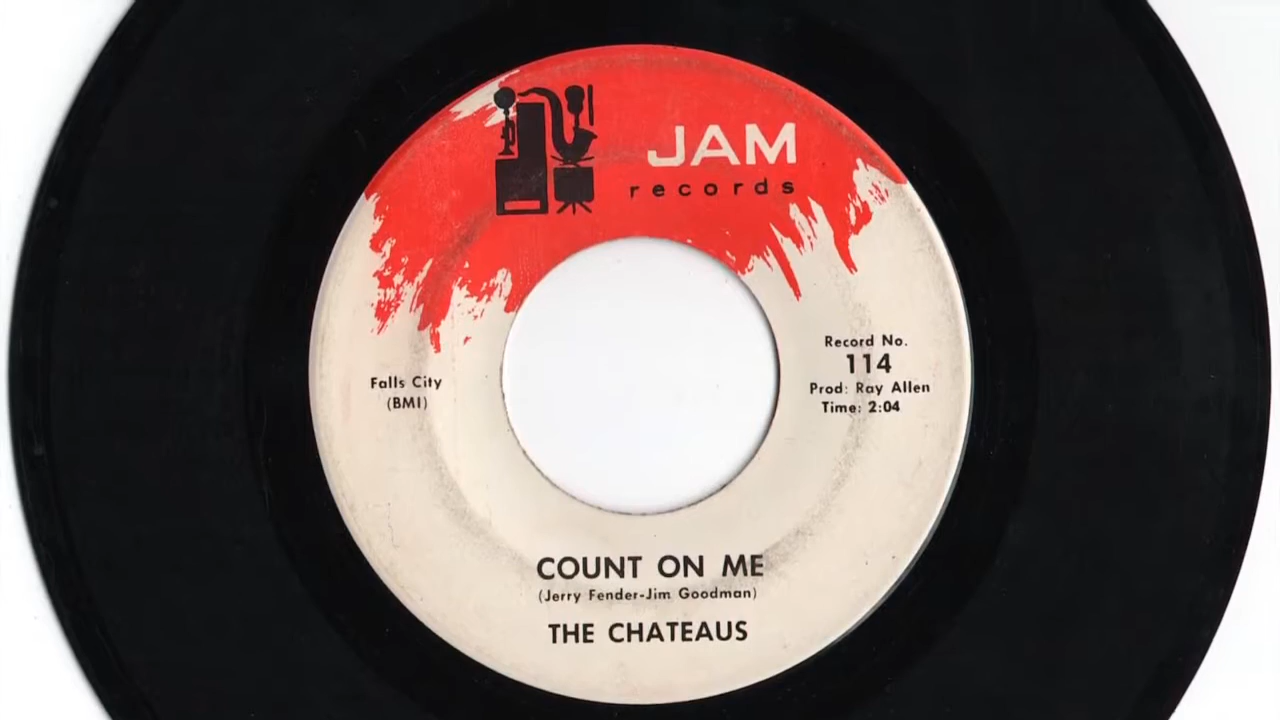 JAM
records
Record No.
114
Prod: Ray Allen
Time: 2:04
Falls City
(BMI)
COUNT ON ME
(Jerry Fender-Jim Goodman)
THE CHATEAUS